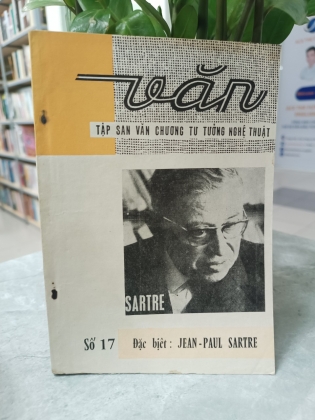 văn
TẬP SAN VĂN CHƯƠNG TƯ TƯỞNG NGHỆ THUẬT
SARTRE
Số 17 Đặc biệt : JEAN-PAUL SARTRE